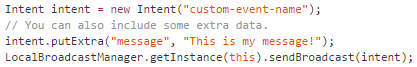 Intent intent = new Intent("custom-event-name");
// You can also include some extra data.
intent.putExtra("message", "This is my message!");
LocalBroadcastManager.getInstance(this).sendBroadcast(intent);